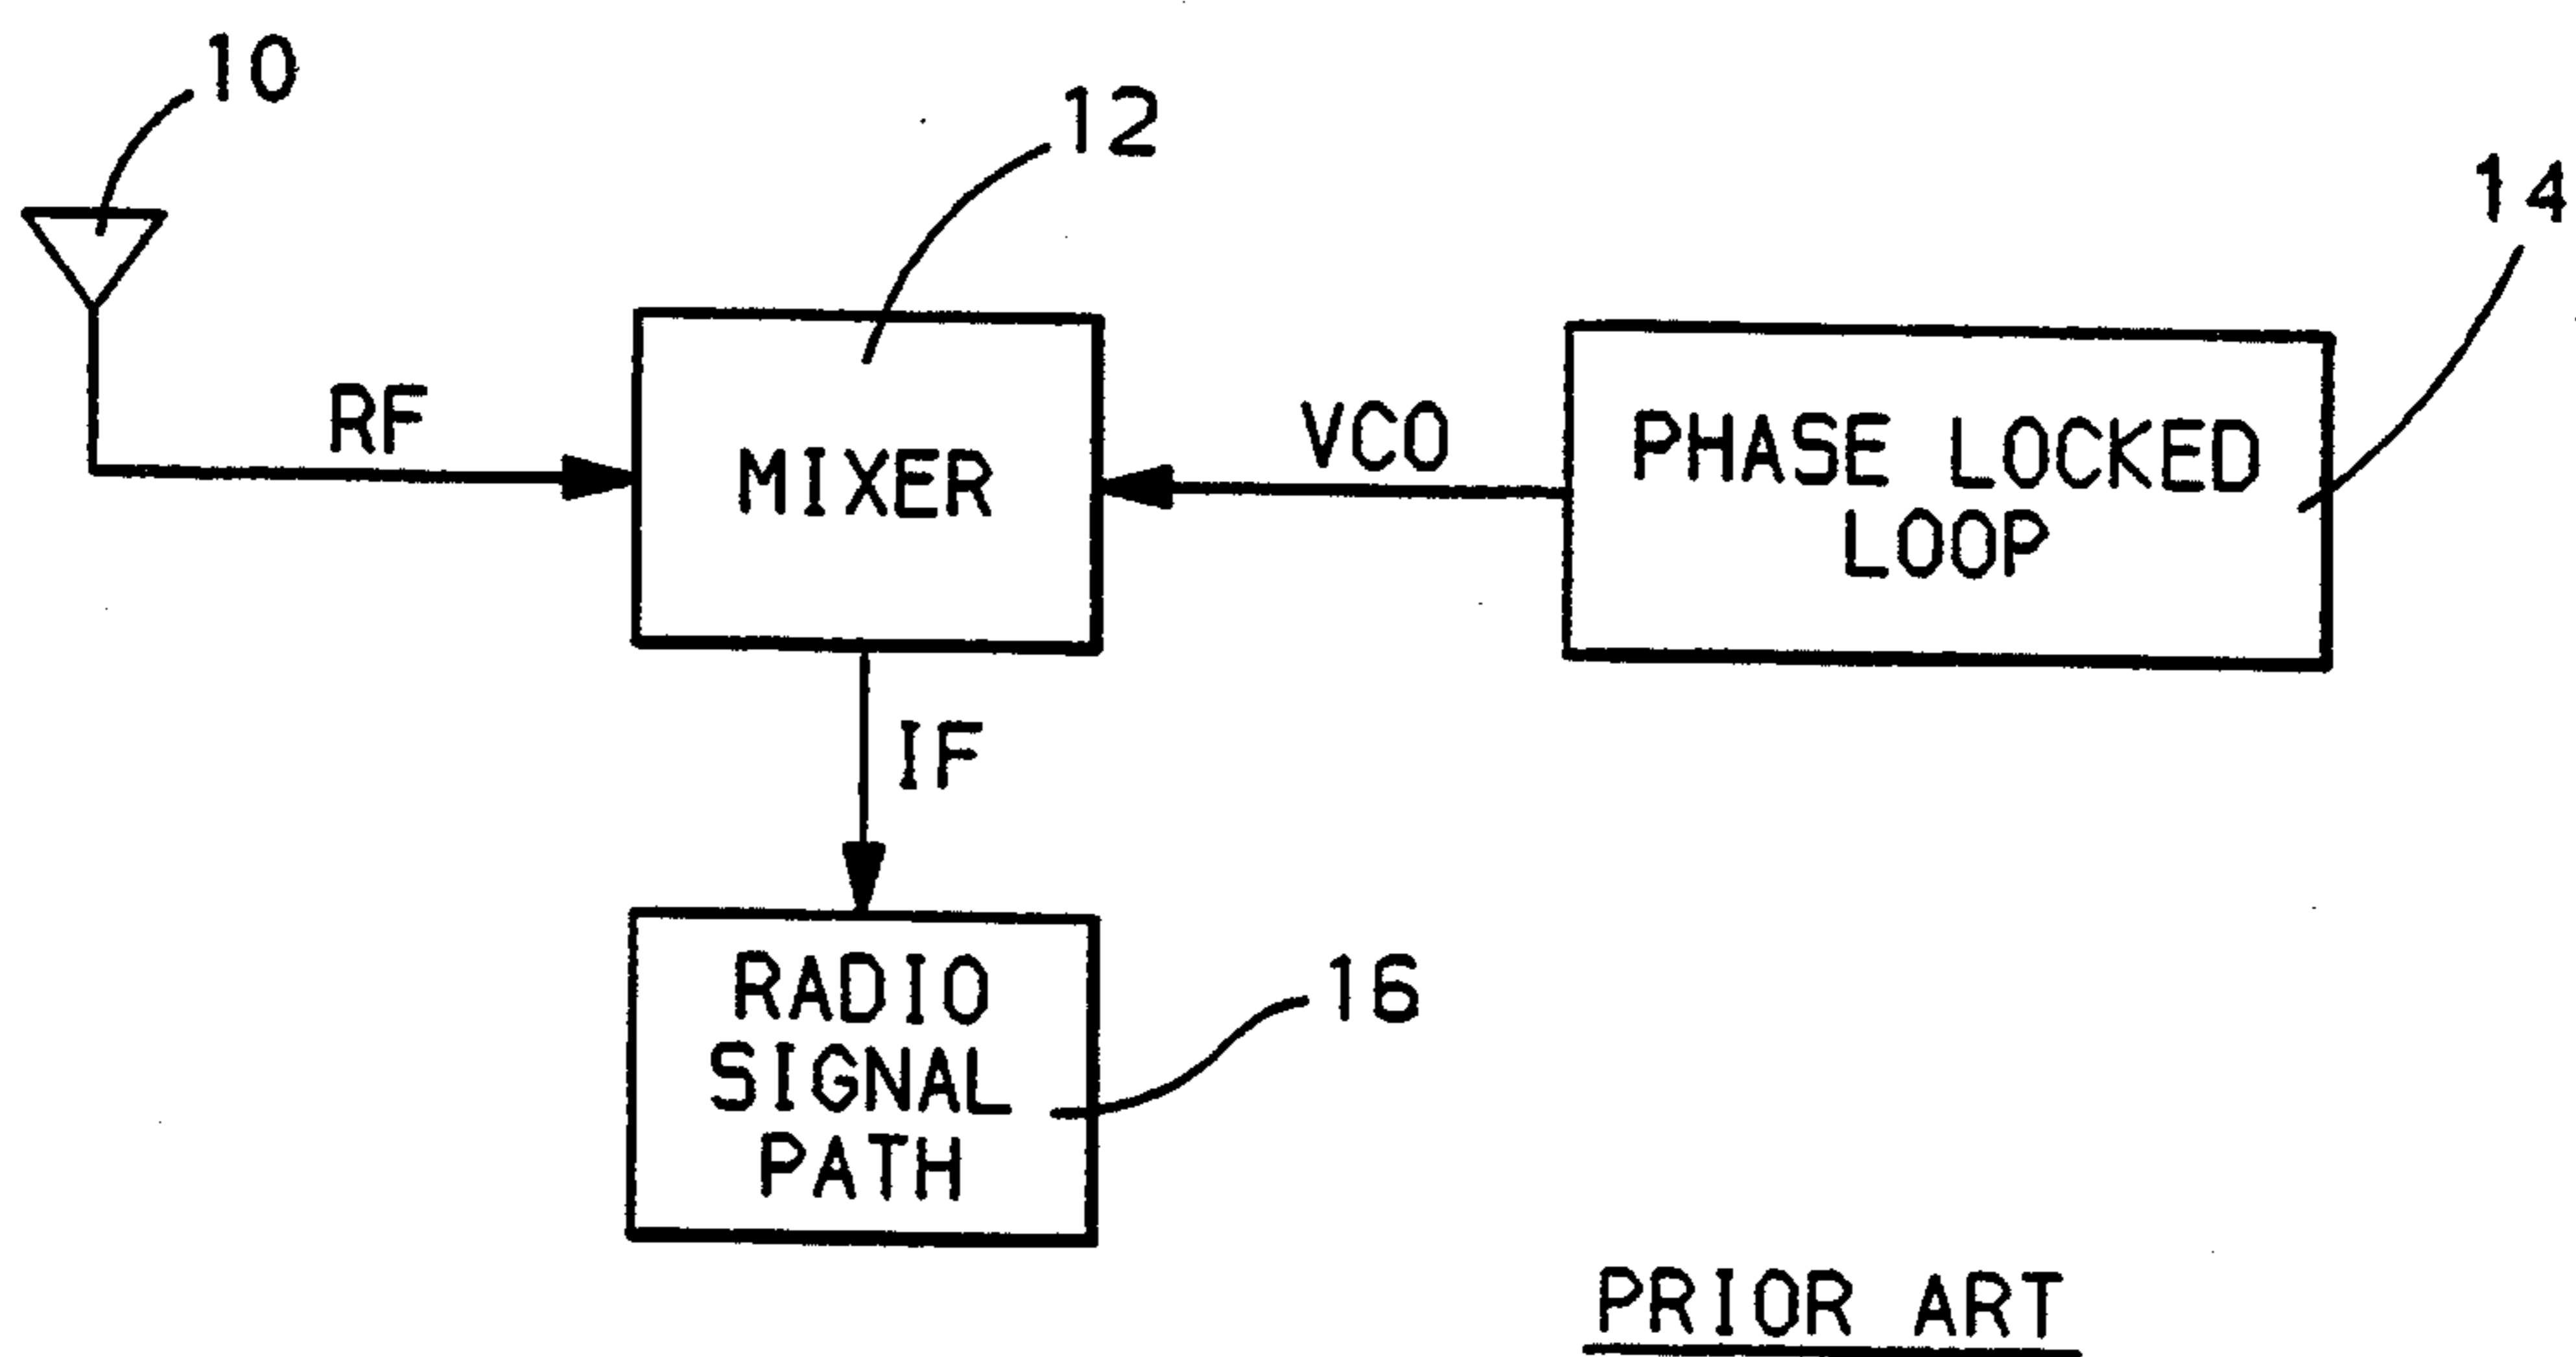 10
12
14
RF
MIXER
VCO
PHASE LOCKED
LOOP
IF
RADIO
SIGNAL
PATH
16
PRIOR ART